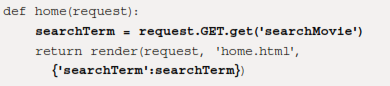 def home(request):
    searchTerm = request.GET.get('searchMovie')
    return render(request, 'home.html',
      {'searchTerm':searchTerm})